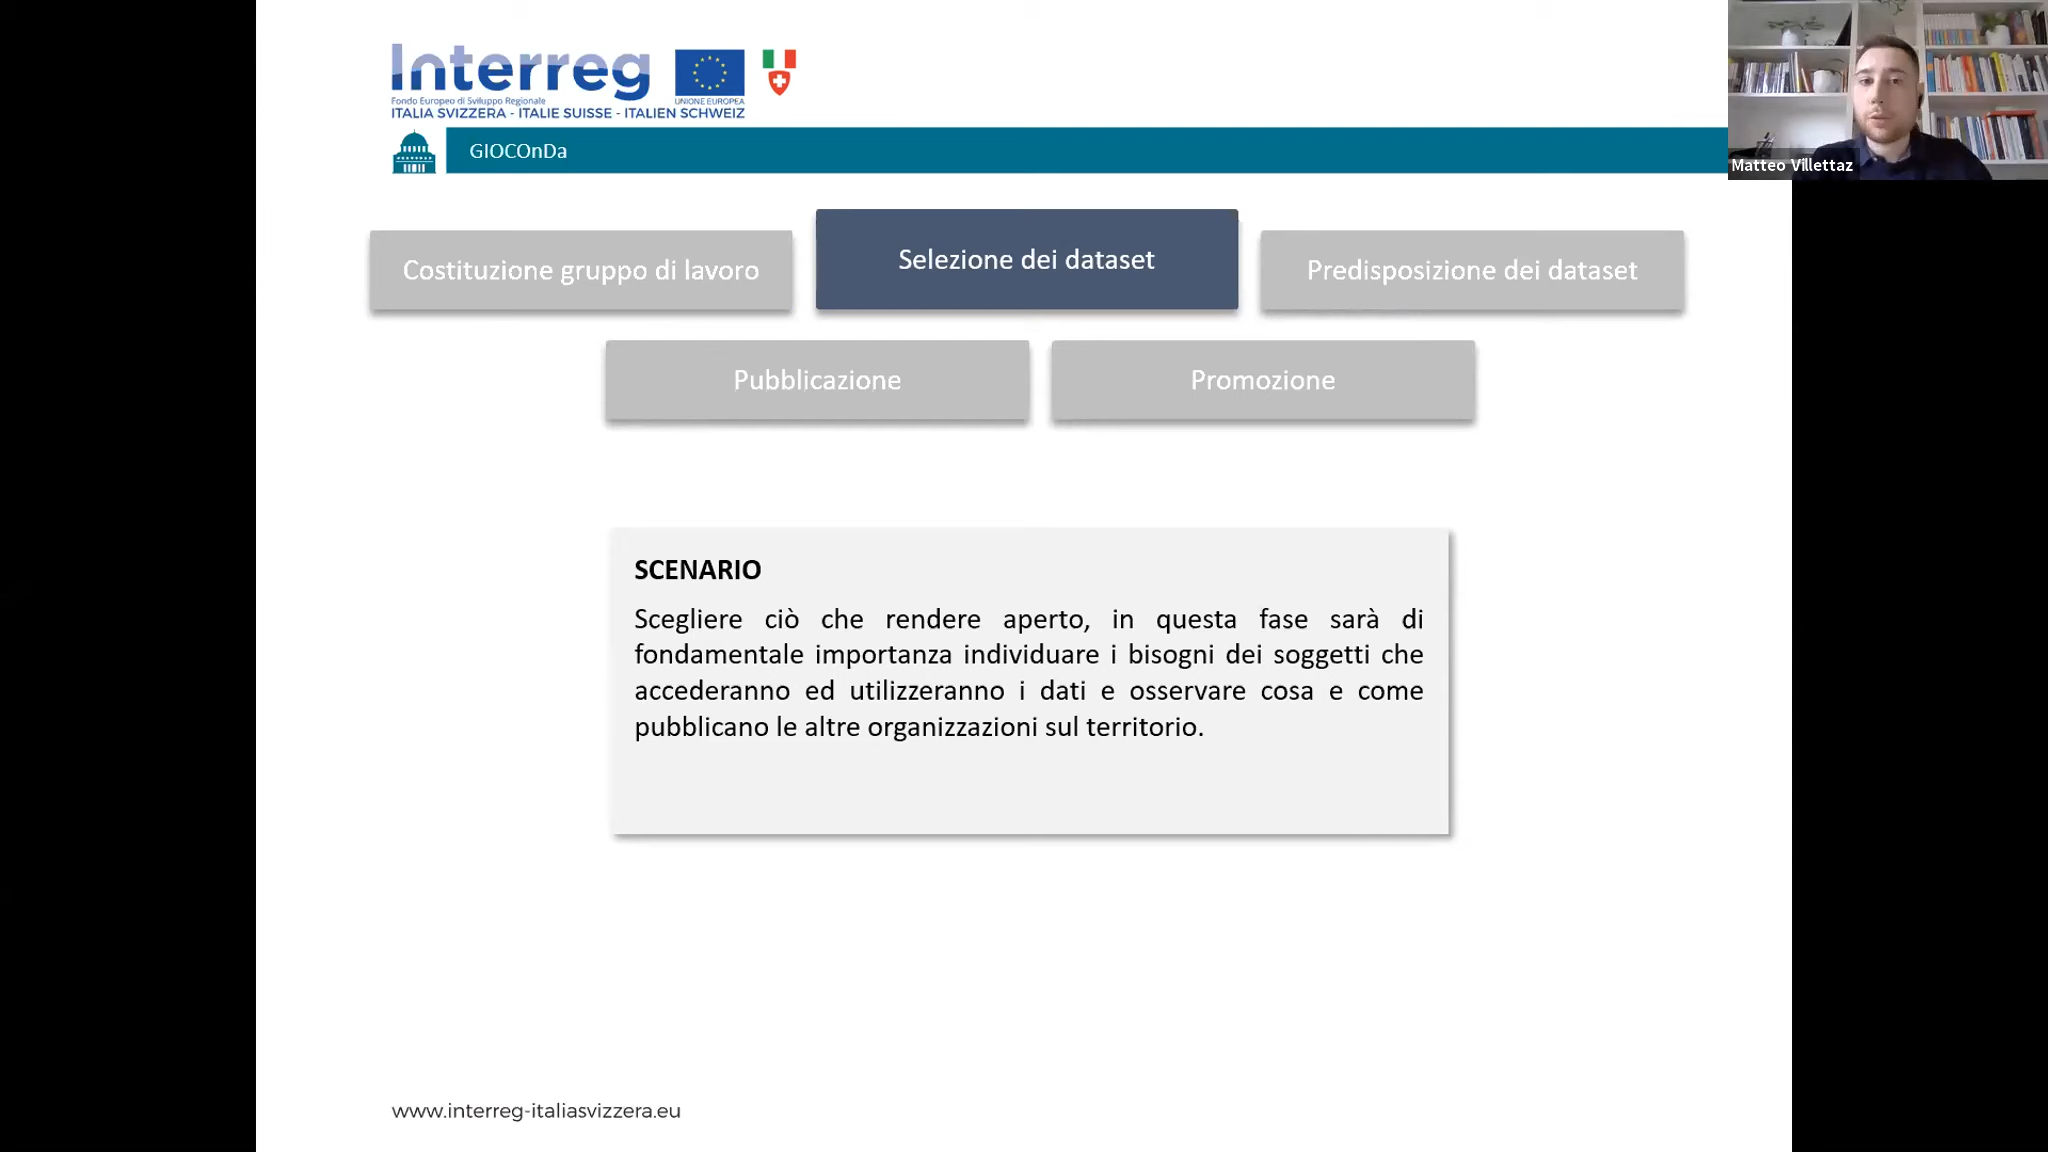 Interreg
Fondo Europeo di Sviluppo Regionale
UNIONE EUROPEA
ITALIA SVIZZERA - ITALIE SUISSE - ITALIEN SCHWEIZ
GIOCOnDa
Matteo Villettaz
Costituzione gruppo di lavoro
Selezione dei dataset
Predisposizione dei dataset
Pubblicazione
Promozione
SCENARIO
Scegliere ciò che rendere aperto, in questa fase sarà di
fondamentale importanza individuare i bisogni dei soggetti che
accederanno ed utilizzeranno i dati e osservare cosa e come
pubblicano le altre organizzazioni sul territorio.
www.interreg-italiasvizzera.eu